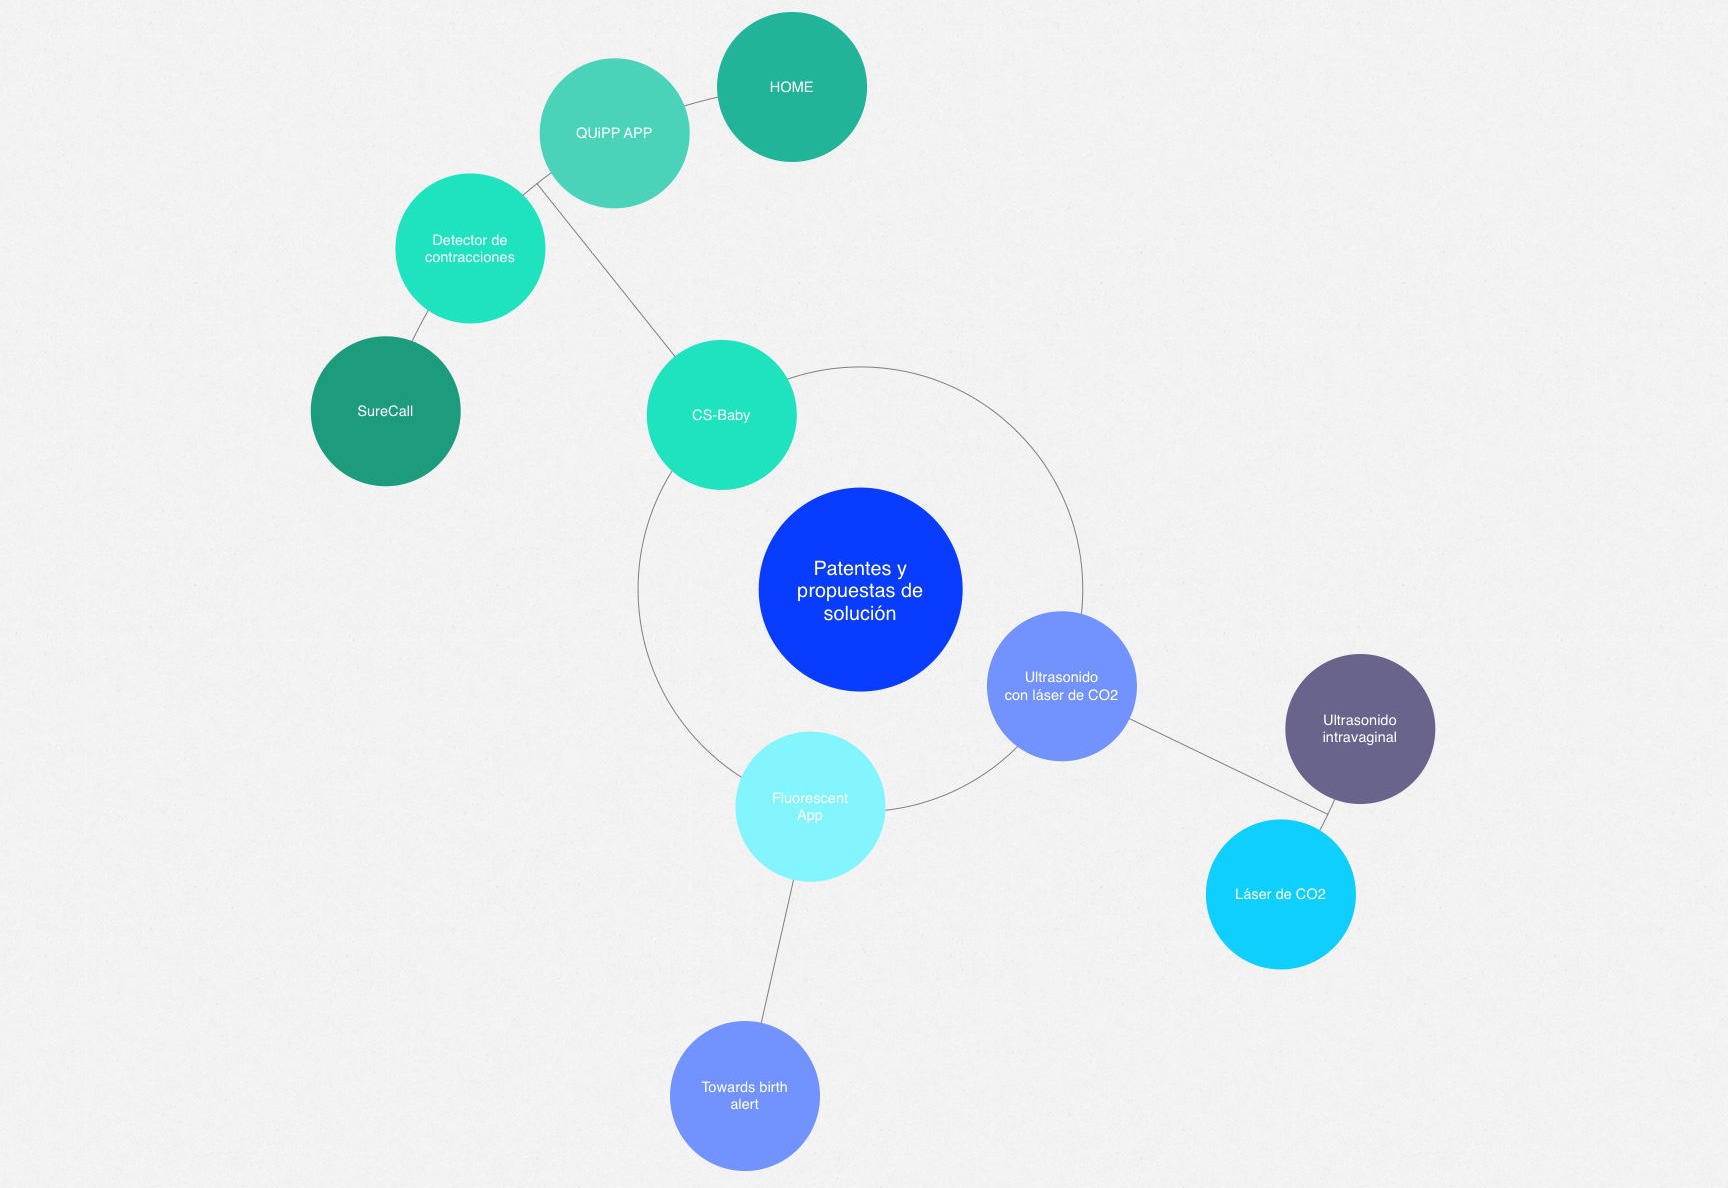 HOME
QUiPP APP
Detector de
contracciones
SureCall
CS-Baby
Patentes y
propuestas de
solución
Ultrasonido
con láser de CO2
Ultrasonido
intravaginal
Fluorescent
App
Láser de CO2
Towards birth
alert